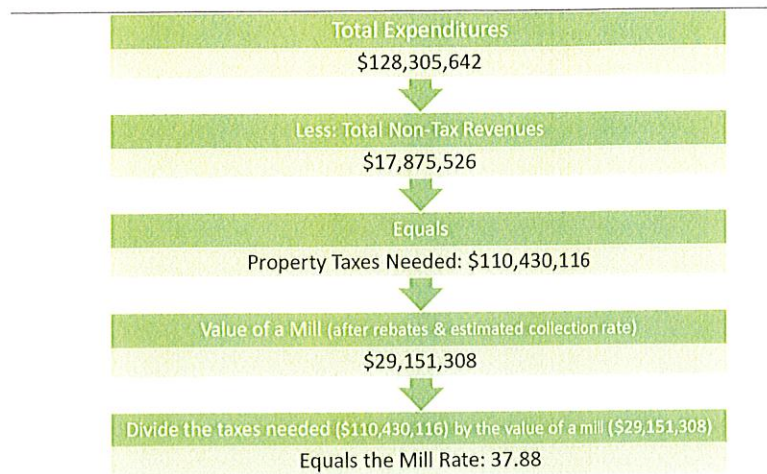 Total Expenditures
$128,305,642
Less: Total Non-Tax Revenues
$17,875,526
Equals
Property Taxes Needed: $110,430,116
Value of a Mill (after rebates & estimated collection rate)
$29,151,308
Divide the taxes needed ($110,430,116) by the value of a mill ($29,151,308)
Equals the Mill Rate: 37.88